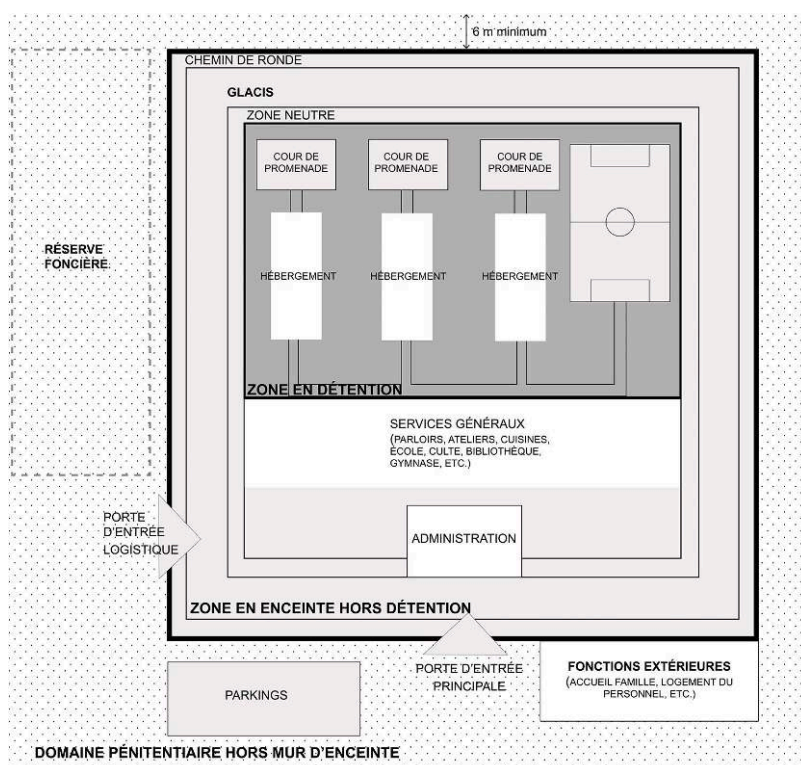 6 m minimum
CHEMIN DE RONDE
GLACIS
ZONE NEUTRE
COUR DE
PROMENADE
COUR DE
PROMENADE
COUR DE
PROMENADE
RÉSERVE
FONCIÈRE
HÉBERGEMENT
HÉBERGEMENT
HÉBERGEMENT
ZONE EN DÉTENTION
SERVICES GÉNÉRAUX
(PARLOIRS, ATELIERS, CUISINES,
ÉCOLE, CULTE, BIBLIOTHÈQUE,
GYMNASE, ETC.)
PORTE
D'ENTRÉE
LOGISTIQUE
ADMINISTRATION
ZONE EN ENCEINTE HORS DÉTENTION
PORTE D'ENTRÉE
PRINCIPALE
FONCTIONS EXTÉRIEURES
(ACCUEIL FAMILLE, LOGEMENT DU
PERSONNEL, ETC.)
PARKINGS
DOMAINE PÉNITENTIAIRE HORS MUR D'ENCEINTE